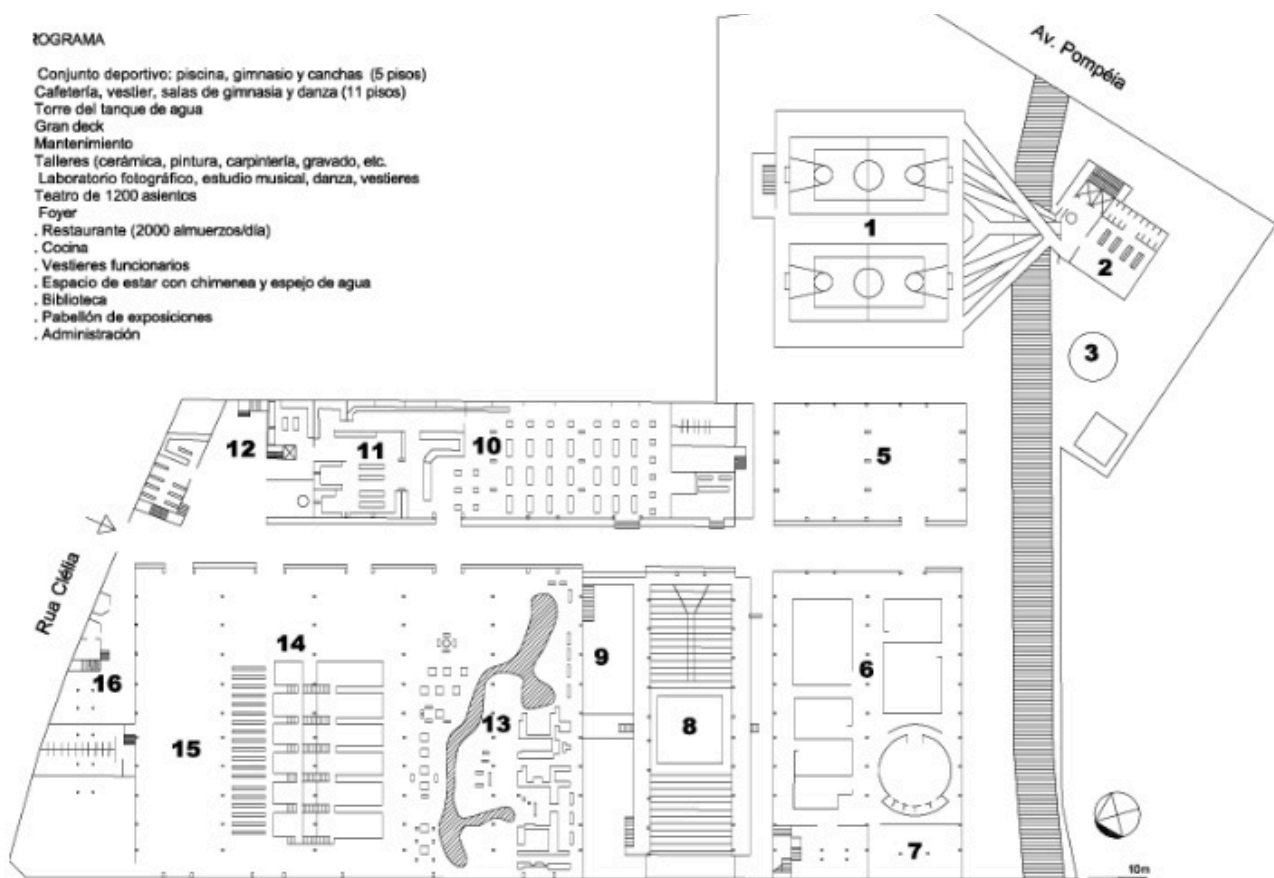 ROGRAMA
Conjunto deportivo: piscina, gimnasio y canchas (5 pisos)
Cafetería, vestier, salas de gimnasia y danza (11 pisos)
Torre del tanque de agua
Gran deck
Mantenimiento
Talleres (cerámica, pintura, carpintería, gravado, etc.
Laboratorio fotográfico, estudio musical, danza, vestieres
Teatro de 1200 asientos
Foyer
. Restaurante (2000 almuerzos/día)
. Cocina
. Vestieres funcionarios
. Espacio de estar con chimenea y espejo de agua
. Biblioteca
. Pabellón de exposiciones
. Administración
Av. Pompéia
1
2
3
12
11
10
5
Rua Clélia
14
9
6
16
13
8
15
7
10m